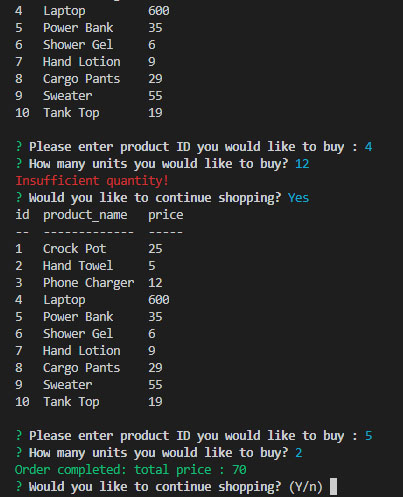 4   Laptop         600
5   Power Bank     35
6   Shower Gel     6
7   Hand Lotion    9
8   Cargo Pants    29
9   Sweater        55
10  Tank Top       19
? Please enter product ID you would like to buy : 4
? How many units you would like to buy? 12
Insufficient quantity!
? Would you like to continue shopping? Yes
id  product_name   price
--  -------------  -----
1   Crock Pot      25
2   Hand Towel     5
3   Phone Charger  12
4   Laptop         600
5   Power Bank     35
6   Shower Gel     6
7   Hand Lotion    9
8   Cargo Pants    29
9   Sweater        55
10  Tank Top       19
? Please enter product ID you would like to buy : 5
? How many units you would like to buy? 2
Order completed: total price : 70
? Would you like to continue shopping? (Y/n)